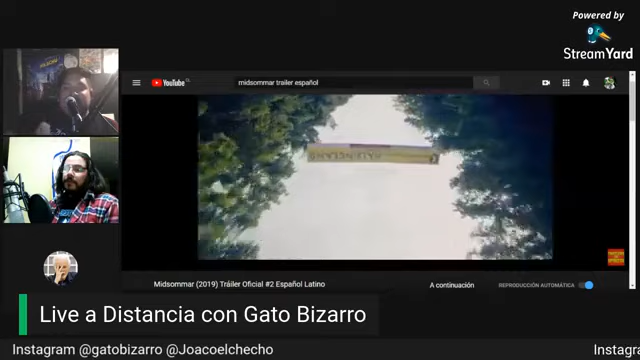 Powered by
StreamYard
YouTube
midsommar trailer español
Midsommar (2019) Tráiler Oficial #2 Español Latino
A continuación
REPRODUCCIÓN AUTOMÁTICA
Live a Distancia con Gato Bizarro
Instagram @gatobizarro @Joacoelchecho
Instagra